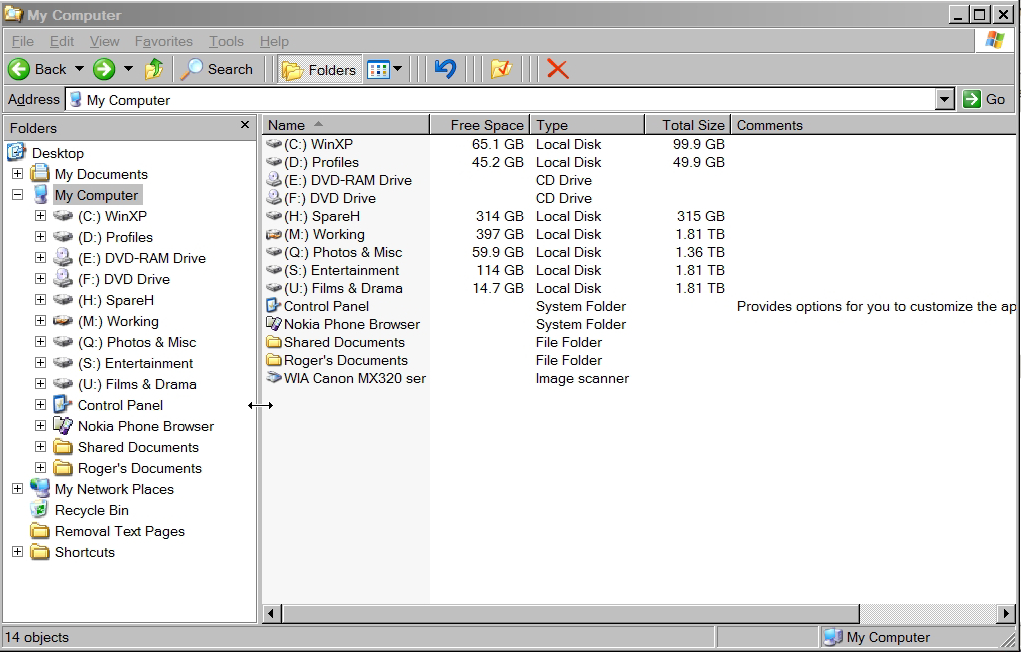 My Computer
File Edit View Favorites Tools Help
Back Search Folders
Address My Computer Go
Folders
Desktop
My Documents
My Computer
(C:) WinXP
(D:) Profiles
(E:) DVD-RAM Drive
(F:) DVD Drive
(H:) SpareH
(M:) Working
(Q:) Photos & Misc
(S:) Entertainment
(U:) Films & Drama
Control Panel
Nokia Phone Browser
Shared Documents
Roger's Documents
My Network Places
Recycle Bin
Removal Text Pages
Shortcuts
Name Free Space Type Total Size Comments
(C:) WinXP 65.1 GB Local Disk 99.9 GB
(D:) Profiles 45.2 GB Local Disk 49.9 GB
(E:) DVD-RAM Drive CD Drive
(F:) DVD Drive CD Drive
(H:) SpareH 314 GB Local Disk 315 GB
(M:) Working 397 GB Local Disk 1.81 TB
(Q:) Photos & Misc 59.9 GB Local Disk 1.36 TB
(S:) Entertainment 114 GB Local Disk 1.81 TB
(U:) Films & Drama 14.7 GB Local Disk 1.81 TB
Control Panel System Folder Provides options for you to customize the ap
Nokia Phone Browser System Folder
Shared Documents File Folder
Roger's Documents File Folder
WIA Canon MX320 ser Image scanner
14 objects My Computer